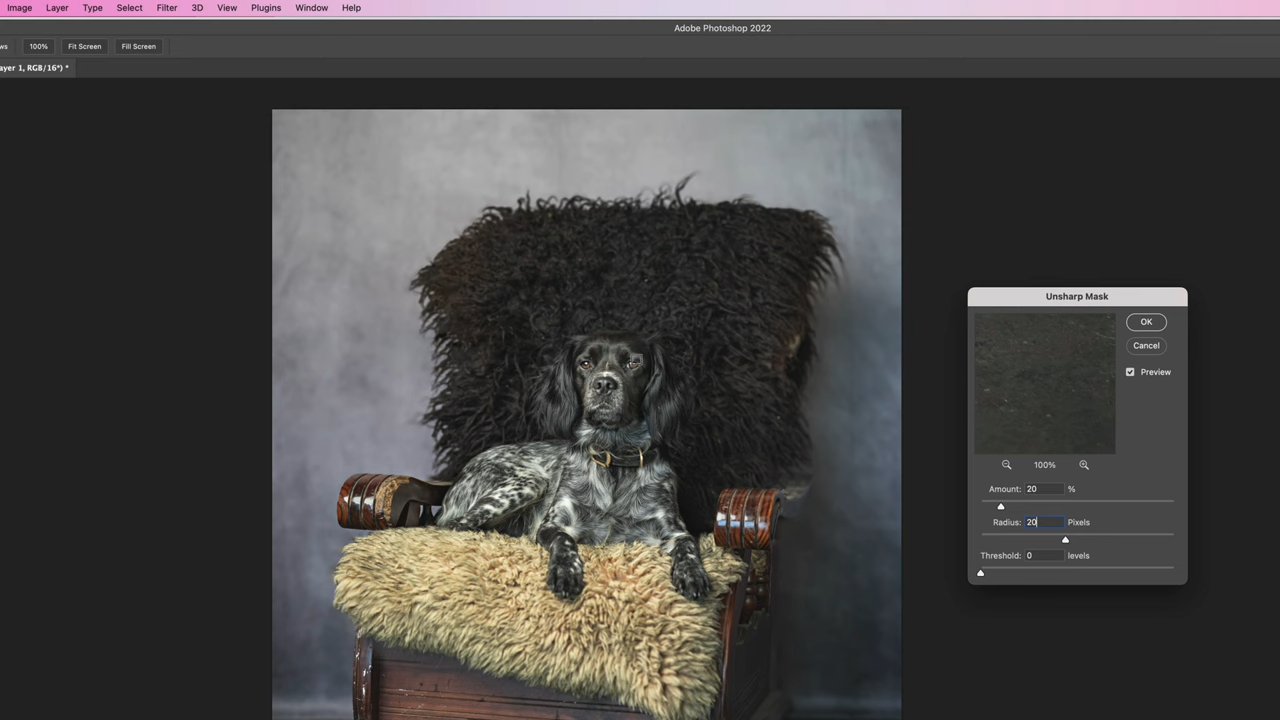 Image Layer Type Select Filter 3D View Plugins Window Help
Adobe Photoshop 2022
ws 100% Fit Screen Fill Screen
ayer 1, RGB/16*) *
Unsharp Mask
OK
Cancel
Preview
100%
Amount: 20 %
Radius: 20 Pixels
Threshold: 0 levels